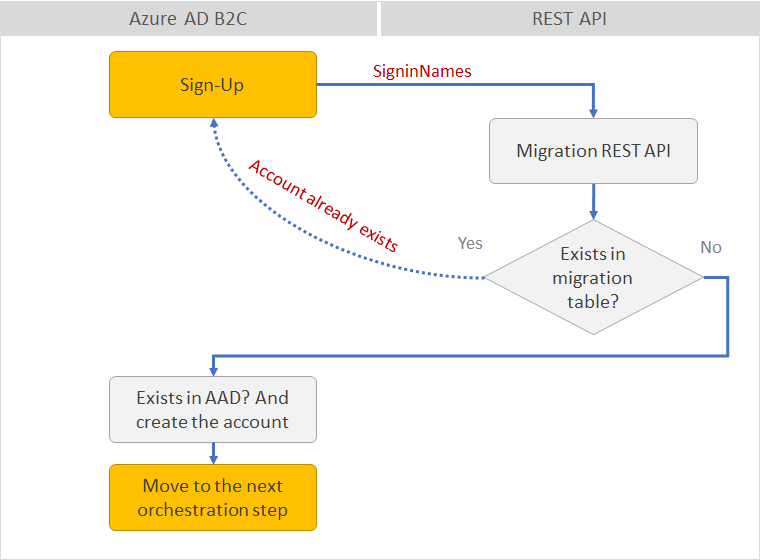 Azure AD B2C
REST API
Sign-Up
SigninNames
Migration REST API
Account already exists
Yes
No
Exists in
migration
table?
Exists in AAD? And
create the account
Move to the next
orchestration step